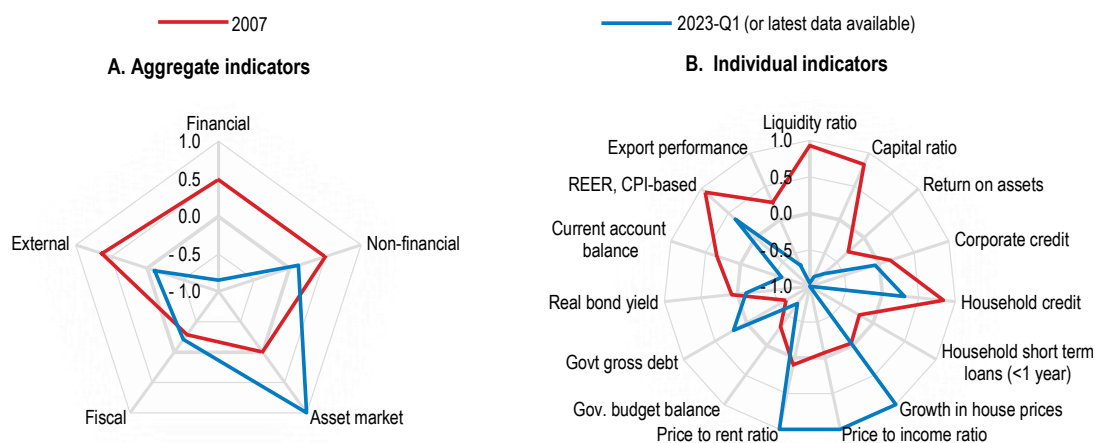 2007
2023-Q1 (or latest data available)
A. Aggregate indicators
Financial
1.0
0.5
0.0
- 0.5
- 1.0
External
Non-financial
Fiscal
Asset market
B. Individual indicators
Liquidity ratio
1.0
0.5
0.0
- 0.5
- 1.0
Export performance
Capital ratio
REER, CPI-based
Return on assets
Current account
balance
Corporate credit
Real bond yield
Household credit
Govt gross debt
Household short term
loans (<1 year)
Gov. budget balance
Growth in house prices
Price to rent ratio
Price to income ratio